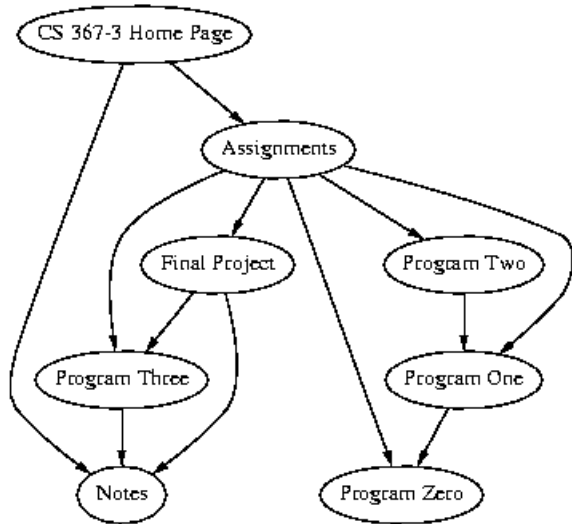 CS 367-3 Home Page
Assignments
Final Project
Program Two
Program Three
Program One
Notes
Program Zero